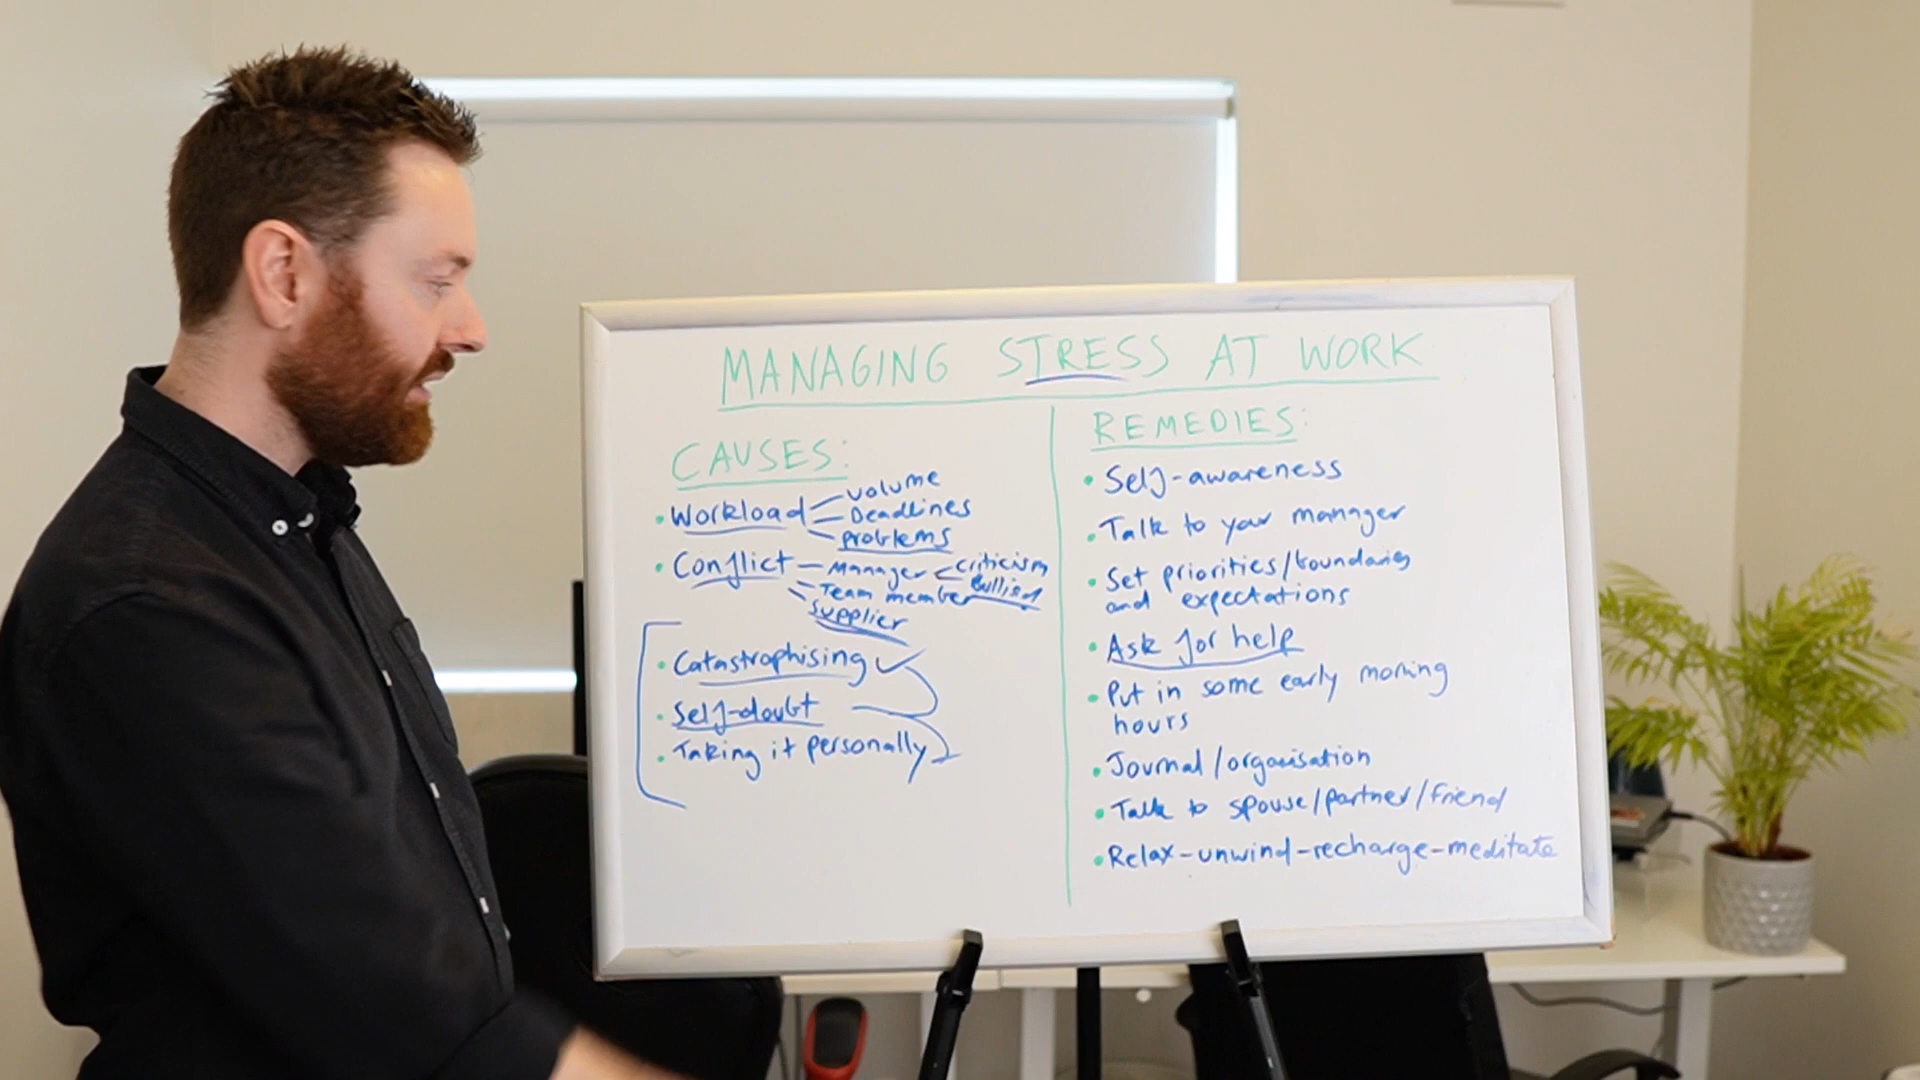 MANAGING STRESS AT WORK
CAUSES:
• Workload
volume
Deadlines
problems
• Conflict
Manager
criticism
Bullied
Team member
Supplier
• Catastrophising
• Self-doubt
• Taking it personally
REMEDIES:
• Self-awareness
• Talk to your manager
• Set priorities/boundaries
and expectations
• Ask for help
• Put in some early morning
hours
• Journal/organisation
• Talk to spouse/partner/friend
• Relax-unwind-recharge-meditate